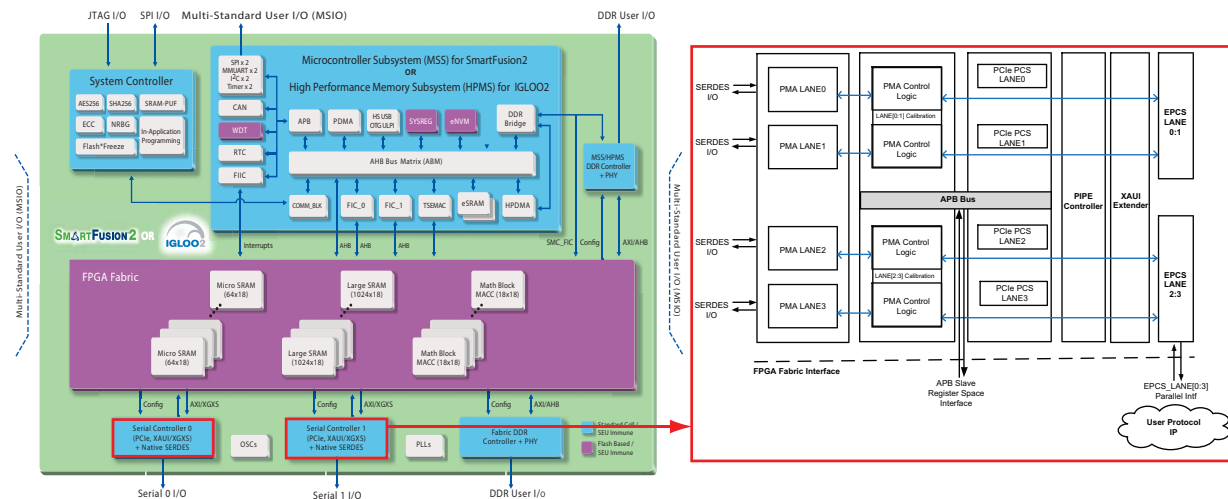 JTAG I/O
SPI I/O
Multi-Standard User I/O (MSIO)
DDR User I/O
System Controller
AES256
SHA256
SRAM-PUF
ECC
NRBG
In-Application
Programming
Flash*Freeze
SPI x 2
MMUART x 2
I2C x 2
Timer x 2
CAN
WDT
RTC
FIIC
Microcontroller Subsystem (MSS) for SmartFusion2
OR
High Performance Memory Subsystem (HPMS) for IGLOO2
APB
PDMA
HS USB
OTG ULPI
SYSREG
eNVM
DDR
Bridge
AHB Bus Matrix (ABM)
COMM_BLK
FIC_0
FIC_1
TSEMAC
eSRAM
HPDMA
MSS/HPMS
DDR Controller
+ PHY
Multi-Standard User I/O (MSIO)
Multi-Standard User I/O (MSIO)
SMARTFUSION2 OR IGLOO2
Interrupts
AHB
AHB
AHB
SMC_FIC
Config
AXI/AHB
FPGA Fabric
Micro SRAM
(64x18)
Large SRAM
(1024x18)
Math Block
MACC (18x18)
Micro SRAM
(64x18)
Large SRAM
(1024x18)
Math Block
MACC (18x18)
Config
AXI/XGXS
Config
AXI/XGXS
Config
AXI/AHB
Serial Controller 0
(PCIe, XAUI/XGXS)
+ Native SERDES
OSCs
Serial Controller 1
(PCIe, XAUI/XGXS)
+ Native SERDES
PLLs
Fabric DDR
Controller + PHY
Standard Cell /
SEU Immune
Flash Based /
SEU Immune
Serial 0 I/O
Serial 1 I/O
DDR User I/o
SERDES
I/O
PMA LANE0
PMA Control
Logic
PCIe PCS
LANE0
LANE[0:1] Calibration
SERDES
I/O
PMA LANE1
PMA Control
Logic
PCIe PCS
LANE1
EPCS
LANE
0:1
APB Bus
PIPE
Controller
XAUI
Extender
SERDES
I/O
PMA LANE2
PMA Control
Logic
PCIe PCS
LANE2
LANE[2:3] Calibration
SERDES
I/O
PMA LANE3
PMA Control
Logic
PCIe PCS
LANE3
EPCS
LANE
2:3
FPGA Fabric Interface
APB Slave
Register Space
Interface
EPCS_LANE[0:3]
Parallel Intf
User Protocol
IP